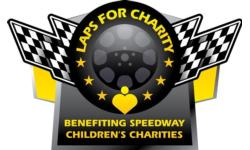 LAPS FOR CHARITY
BENEFITING SPEEDWAY
CHILDREN'S CHARITIES